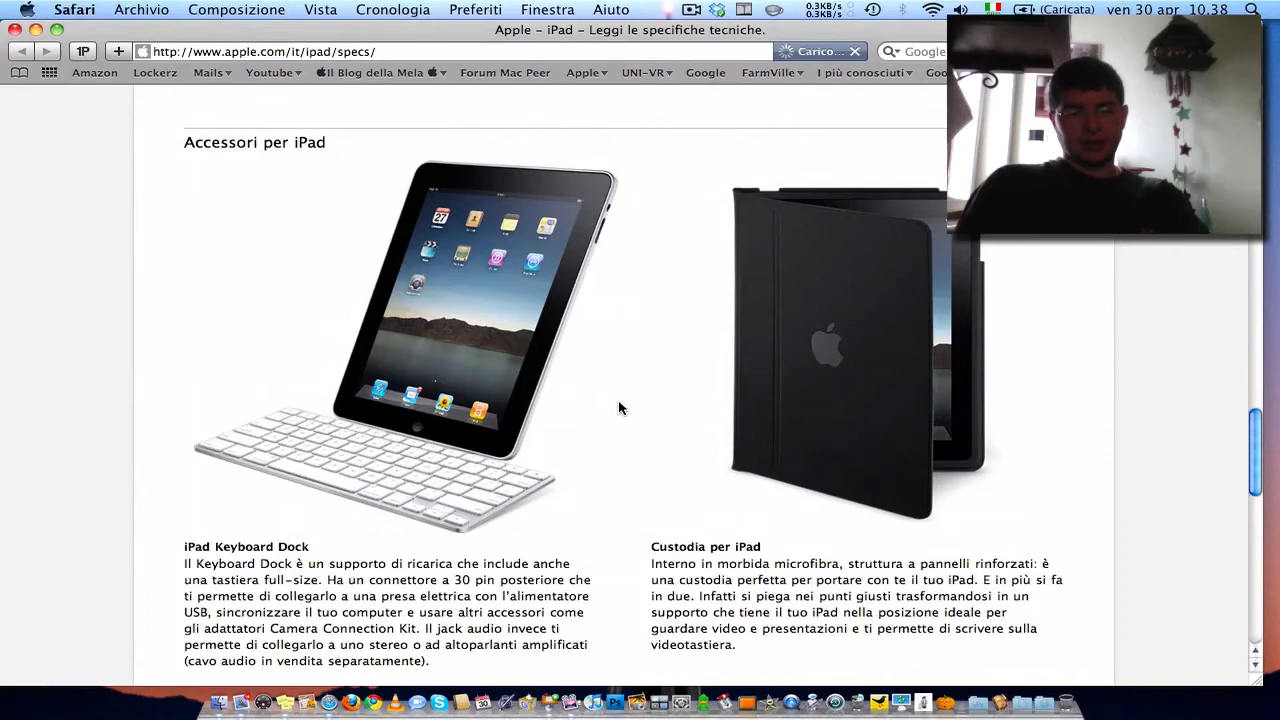 Safari Archivio Composizione Vista Cronologia Preferiti Finestra Aiuto 0.3KB/s 0.3KB/s (Caricata) ven 30 apr 10.38
Apple - iPad - Leggi le specifiche tecniche.
1P + http://www.apple.com/it/ipad/specs/ Carico... Google
Amazon Lockerz Mails Youtube Il Blog della Mela Forum Mac Peer Apple UNI-VR Google FarmVille I più conosciuti Goo
Accessori per iPad
27
iPad Keyboard Dock
Il Keyboard Dock è un supporto di ricarica che include anche
una tastiera full-size. Ha un connettore a 30 pin posteriore che
ti permette di collegarlo a una presa elettrica con l'alimentatore
USB, sincronizzare il tuo computer e usare altri accessori come
gli adattatori Camera Connection Kit. Il jack audio invece ti
permette di collegarlo a uno stereo o ad altoparlanti amplificati
(cavo audio in vendita separatamente).
Custodia per iPad
Interno in morbida microfibra, struttura a pannelli rinforzati: è
una custodia perfetta per portare con te il tuo iPad. E in più si fa
in due. Infatti si piega nei punti giusti trasformandosi in un
supporto che tiene il tuo iPad nella posizione ideale per
guardare video e presentazioni e ti permette di scrivere sulla
videotastiera.
30
Ps